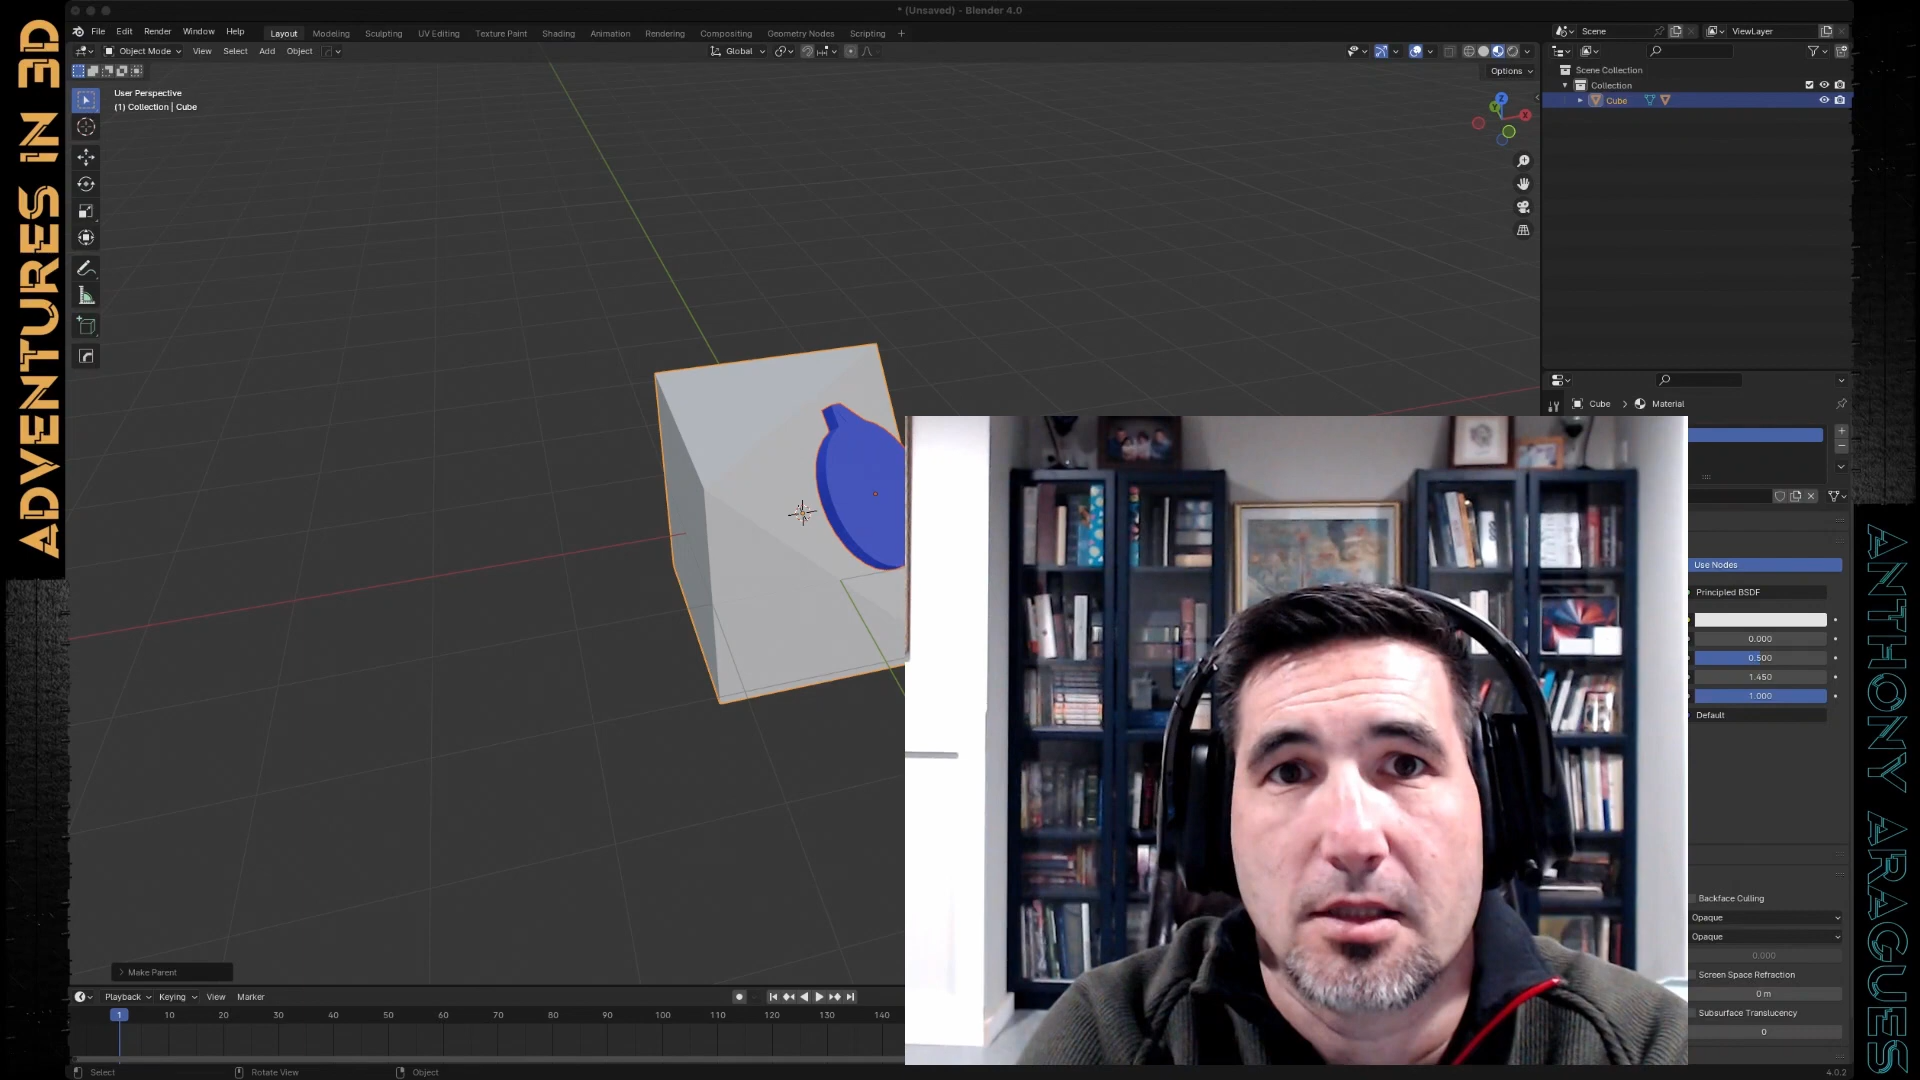 ADVENTURES IN 3D
* (Unsaved) - Blender 4.0
File Edit Render Window Help
Layout Modeling Sculpting UV Editing Texture Paint Shading Animation Rendering Compositing Geometry Nodes Scripting +
Scene
ViewLayer
Object Mode View Select Add Object
Global
Options
User Perspective
(1) Collection | Cube
Z
Y
X
Scene Collection
Collection
Cube
Cube > Material
Use Nodes
Principled BSDF
0.000
0.500
1.450
1.000
Default
Backface Culling
Opaque
Opaque
0.000
Screen Space Refraction
0 m
Subsurface Translucency
0
Make Parent
Playback Keying View Marker
1 10 20 30 40 50 60 70 80 90 100 110 120 130 140
Select Rotate View Object
4.0.2
ANTHONY ARAGUES